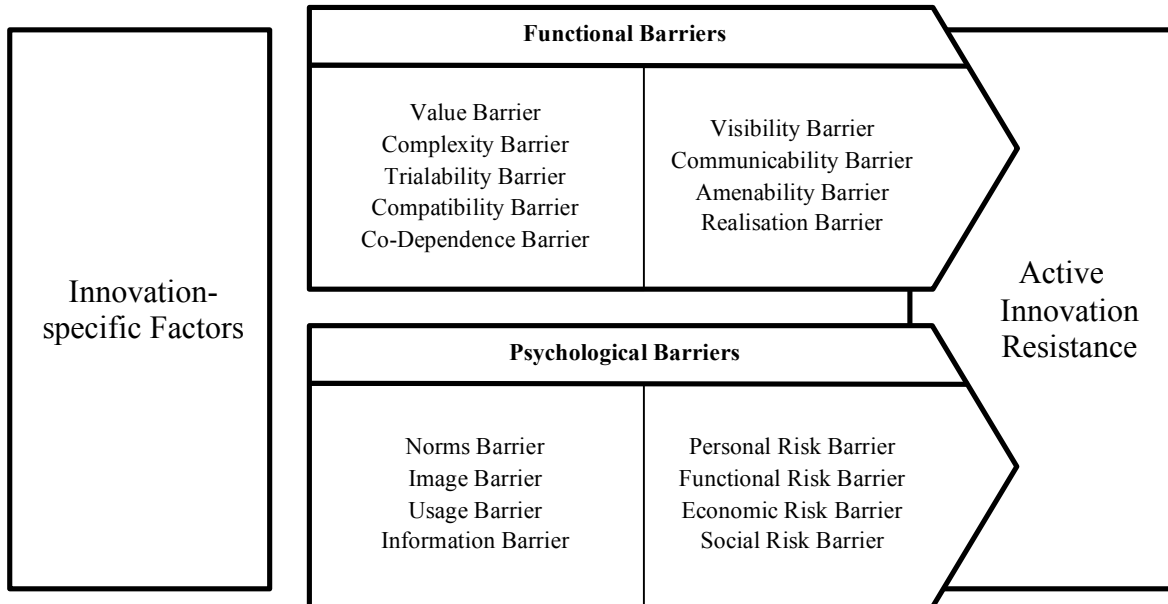 Innovation-
specific Factors
Functional Barriers
Value Barrier
Complexity Barrier
Trialability Barrier
Compatibility Barrier
Co-Dependence Barrier
Visibility Barrier
Communicability Barrier
Amenability Barrier
Realisation Barrier
Psychological Barriers
Norms Barrier
Image Barrier
Usage Barrier
Information Barrier
Personal Risk Barrier
Functional Risk Barrier
Economic Risk Barrier
Social Risk Barrier
Active
Innovation
Resistance